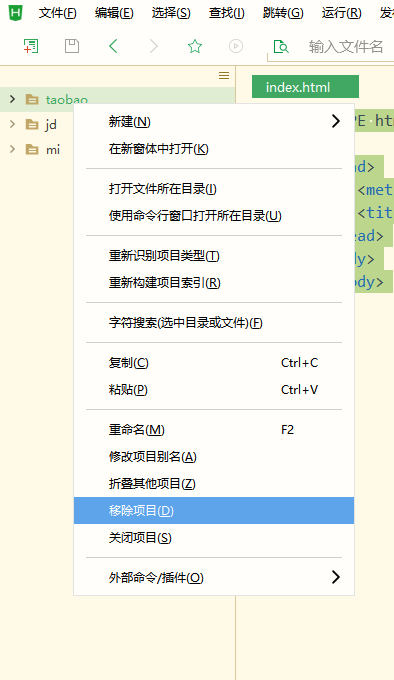 H 文件(F) 编辑(E) 选择(S) 查找(I) 跳转(G) 运行(R) 发
输入文件名
taobao
jd
mi
index.html
新建(N)
在新窗体中打开(K)
打开文件所在目录(I)
使用命令行窗口打开所在目录(U)
重新识别项目类型(T)
重新构建项目索引(R)
字符搜索(选中目录或文件)(F)
复制(C) Ctrl+C
粘贴(P) Ctrl+V
重命名(M) F2
修改项目别名(A)
折叠其他项目(Z)
移除项目(D)
关闭项目(S)
外部命令/插件(O)
PE htm
ad>
<met
<tit
ead>
dy>
ody>